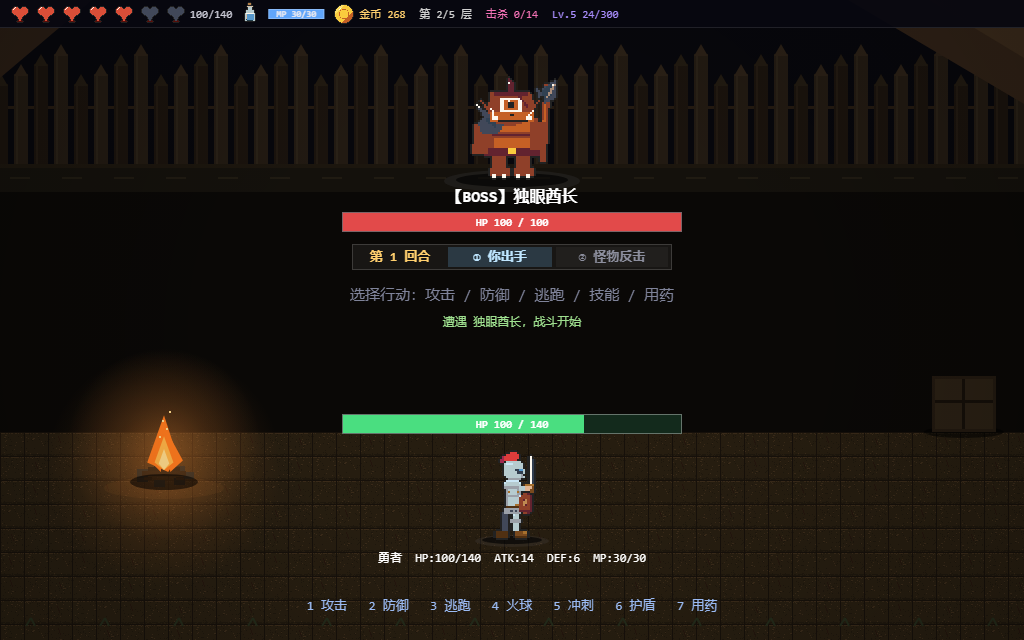 100/140 MP 30/30 金币 268 第 2/5 层 击杀 0/14 Lv.5 24/300
【BOSS】独眼酋长
HP 100 / 100
第 1 回合 ① 你出手 ② 怪物反击
选择行动: 攻击 / 防御 / 逃跑 / 技能 / 用药
遭遇 独眼酋长, 战斗开始
HP 100 / 140
勇者 HP:100/140 ATK:14 DEF:6 MP:30/30
1 攻击 2 防御 3 逃跑 4 火球 5 冲刺 6 护盾 7 用药